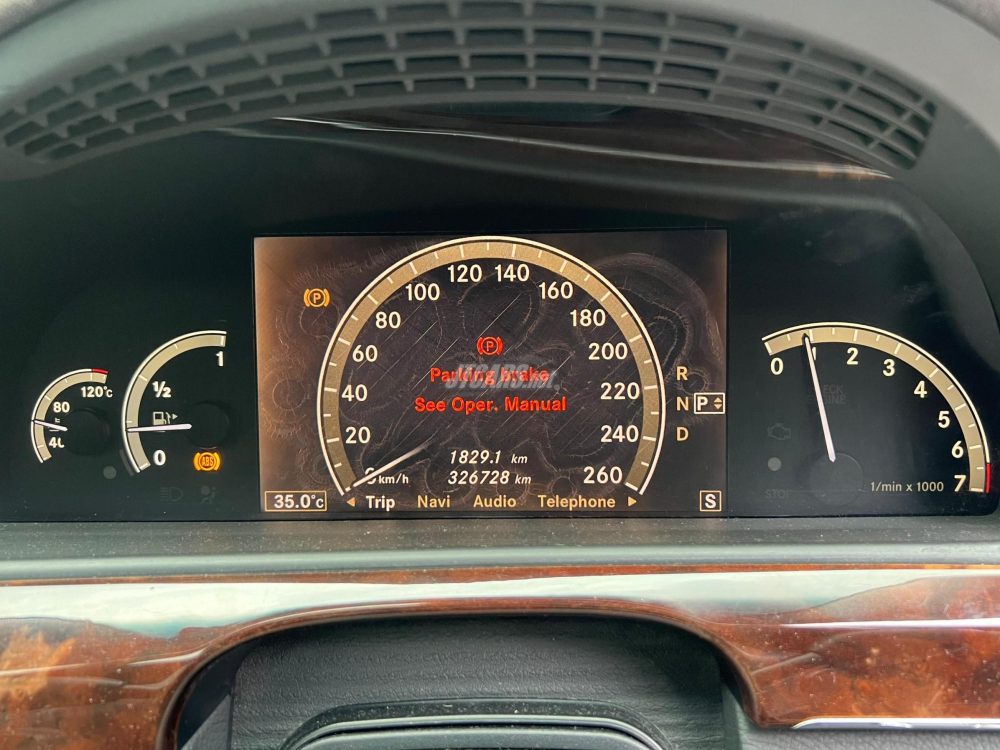 120 140
100 160
80 180
60 200
40 220
20 240
0 km/h 260
P
P
Parking brake
See Oper. Manual
1829.1 km
326728 km
35.0°C
Trip Navi Audio Telephone
S
R
N P
D
120°C
80
40
1
1/2
0
ABS
0 1 2 3 4 5 6 7
1/min x 1000